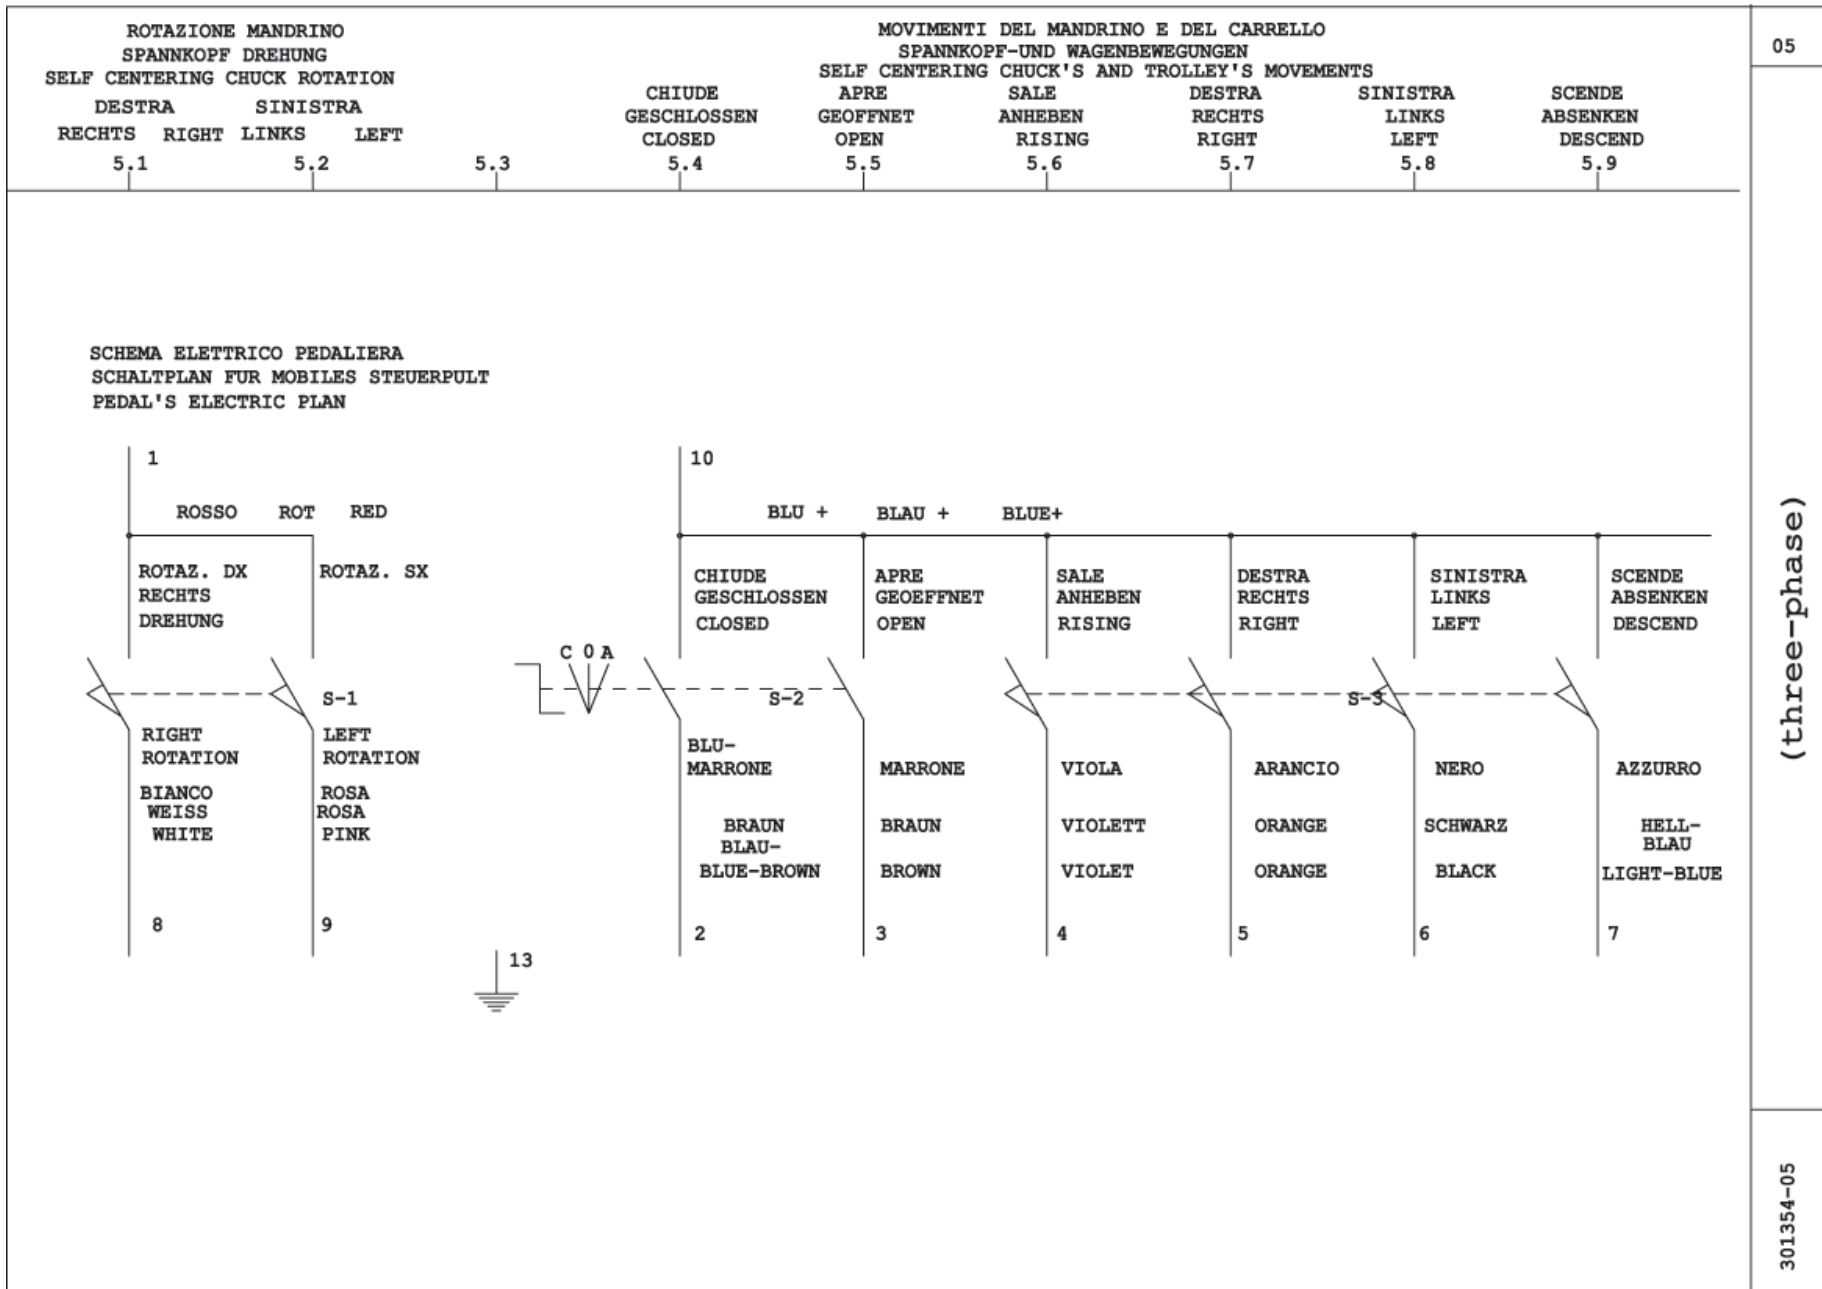 ROTAZIONE MANDRINO
SPANNKOPF DREHUNG
SELF CENTERING CHUCK ROTATION
DESTRA SINISTRA
RECHTS RIGHT LINKS LEFT
MOVIMENTI DEL MANDRINO E DEL CARRELLO
SPANNKOPF-UND WAGENBEWEGUNGEN
SELF CENTERING CHUCK'S AND TROLLEY'S MOVEMENTS
CHIUDE APRE SALE DESTRA SINISTRA SCENDE
GESCHLOSSEN GEOFFNET ANHEBEN RECHTS LINKS ABSENKEN
CLOSED OPEN RISING RIGHT LEFT DESCEND
5.1 5.2 5.3 5.4 5.5 5.6 5.7 5.8 5.9
05
SCHEMA ELETTRICO PEDALIERA
SCHALTPLAN FUR MOBILES STEUERPULT
PEDAL'S ELECTRIC PLAN
1 10
ROSSO ROT RED BLU + BLAU + BLUE+
ROTAZ. DX ROTAZ. SX
RECHTS
DREHUNG
CHIUDE APRE SALE DESTRA SINISTRA SCENDE
GESCHLOSSEN GEOEFFNET ANHEBEN RECHTS LINKS ABSENKEN
CLOSED OPEN RISING RIGHT LEFT DESCEND
C 0 A
S-1 S-2 S-3
RIGHT LEFT
ROTATION ROTATION
BIANCO ROSA
WEISS ROSA
WHITE PINK
BLU-
MARRONE MARRONE VIOLA ARANCIO NERO AZZURRO
BRAUN BRAUN VIOLETT ORANGE SCHWARZ HELL-
BLAU- BLAU
BLUE-BROWN BROWN VIOLET ORANGE BLACK LIGHT-BLUE
8 9 2 3 4 5 6 7
13
(three-phase)
301354-05